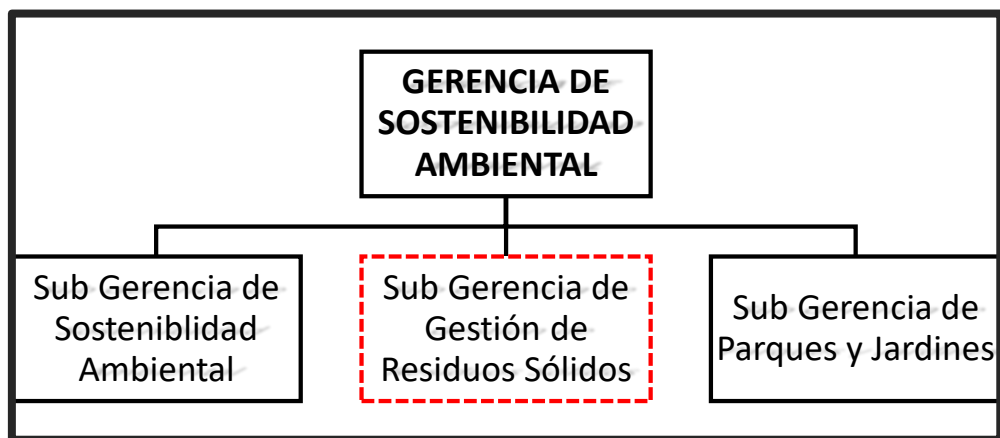 GERENCIA DE
SOSTENIBILIDAD
AMBIENTAL
Sub Gerencia de
Posteniblidad
Ambiental
Sub Gerencia de
Gestión de
Residuos Sólidos
Sub Gerencia de
Parques y Jardines